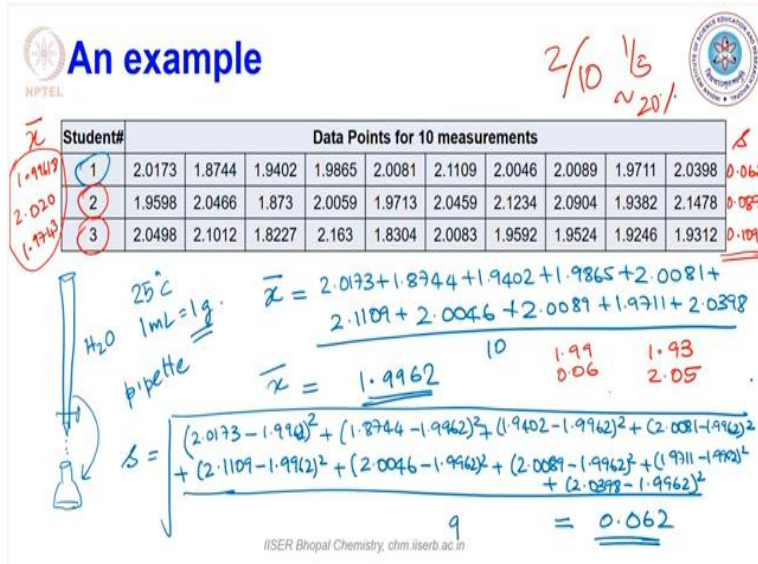 An example
NPTEL
2/10 1/5
~20%
x̄ Student# Data Points for 10 measurements s
1.99618 1 2.0173 1.8744 1.9402 1.9865 2.0081 2.1109 2.0046 2.0089 1.9711 2.0398 0.062
2.020 2 1.9598 2.0466 1.873 2.0059 1.9713 2.0459 2.1234 2.0904 1.9382 2.1478 0.087
1.9743 3 2.0498 2.1012 1.8227 2.163 1.8304 2.0083 1.9592 1.9524 1.9246 1.9312 0.109
25°C
1mL = 1g.
H₂O
pipette
x̄ = 2.0173+1.8744+1.9402+1.9865+2.0081+
2.1109+2.0046+2.0089+1.9711+2.0398
10
x̄ = 1.9962
1.99 1.93
0.06 2.05
s = (2.0173-1.9962)² + (1.8744-1.9962)² + (1.9402-1.9962)² + (2.0081-1.9962)²
+ (2.1109-1.9962)² + (2.0046-1.9962)² + (2.0089-1.9962)² + (1.9711-1.9962)²
+ (2.0398-1.9962)²
9 = 0.062
IISER Bhopal Chemistry, chm.iiserb.ac.in